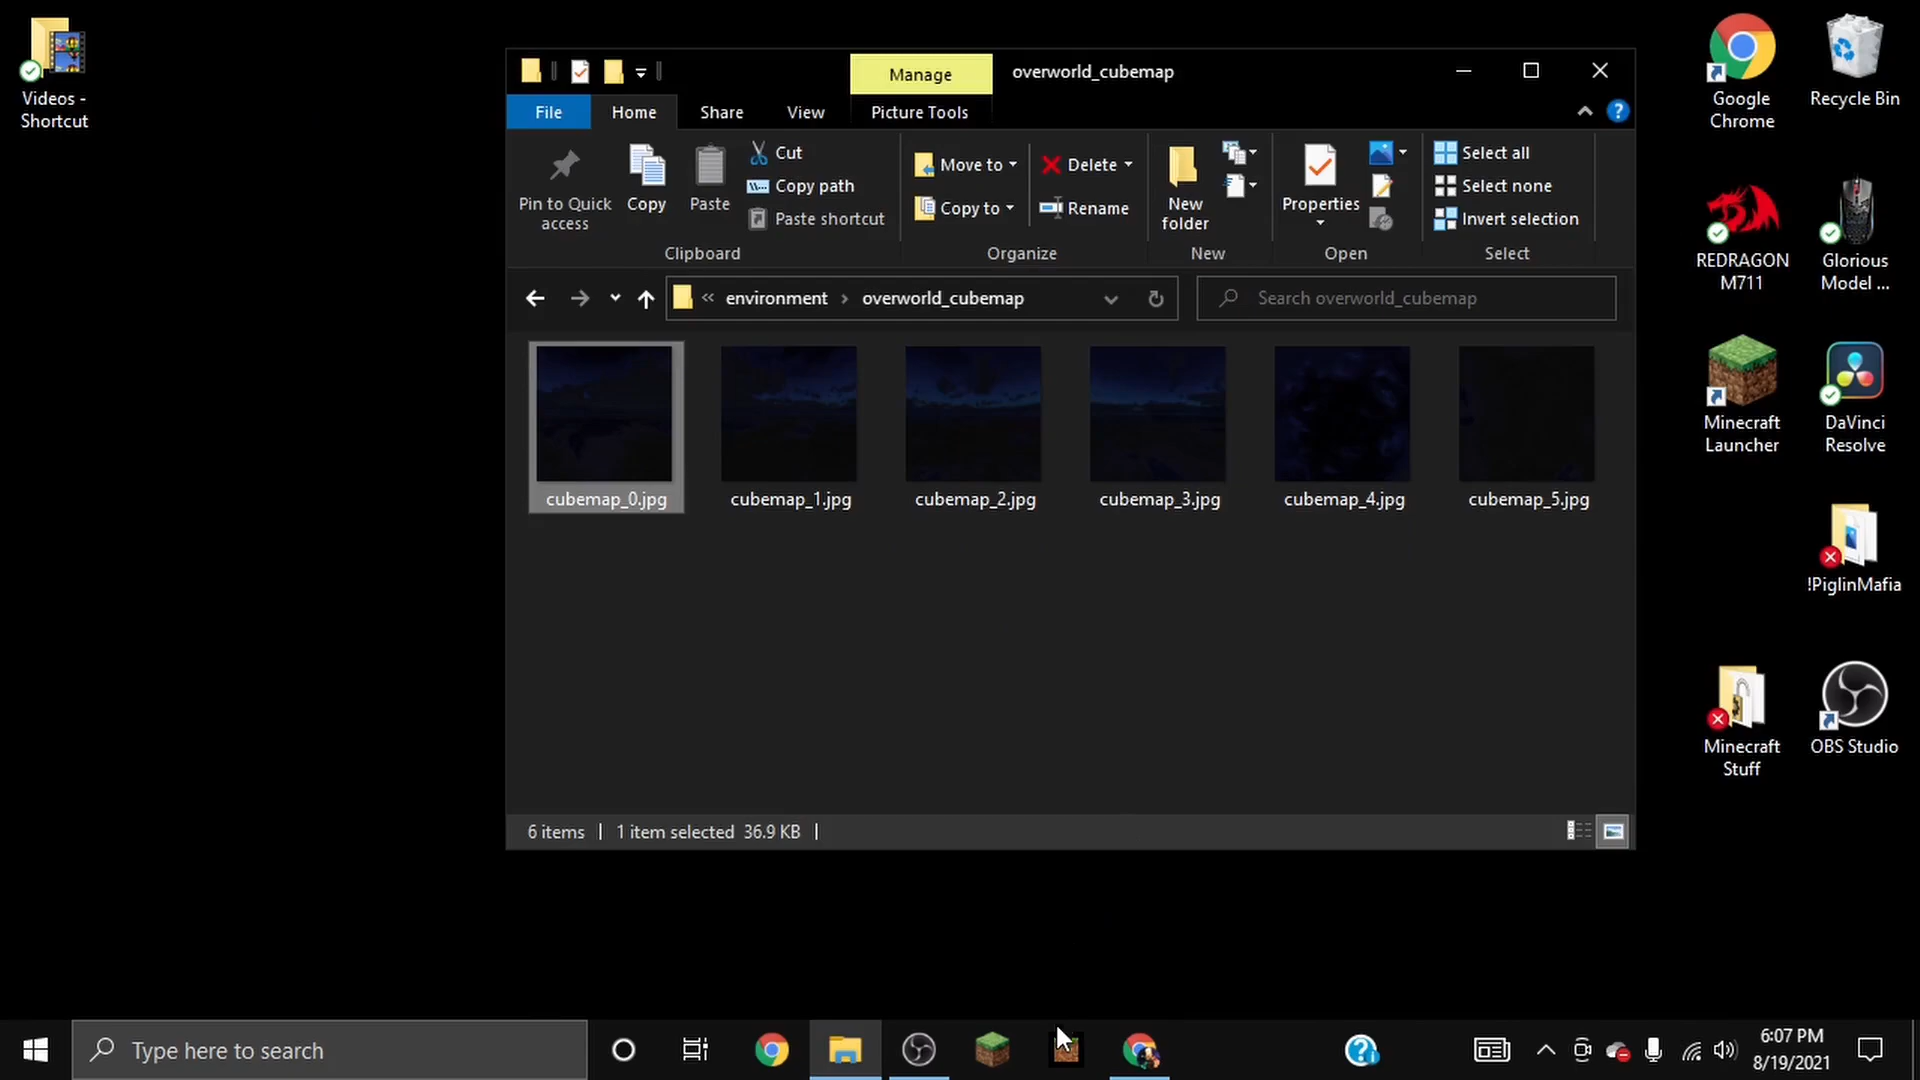 Videos -
Shortcut
Manage
overworld_cubemap
File
Home
Share
View
Picture Tools
Pin to Quick
access
Copy
Paste
Cut
Copy path
Paste shortcut
Clipboard
Move to
Copy to
Delete
Rename
Organize
New
folder
New
Properties
Open
Select all
Select none
Invert selection
Select
« environment › overworld_cubemap
Search overworld_cubemap
cubemap_0.jpg
cubemap_1.jpg
cubemap_2.jpg
cubemap_3.jpg
cubemap_4.jpg
cubemap_5.jpg
6 items
1 item selected 36.9 KB
Google
Chrome
Recycle Bin
REDRAGON
M711
Glorious
Model ...
Minecraft
Launcher
DaVinci
Resolve
!PiglinMafia
Minecraft
Stuff
OBS Studio
Type here to search
6:07 PM
8/19/2021